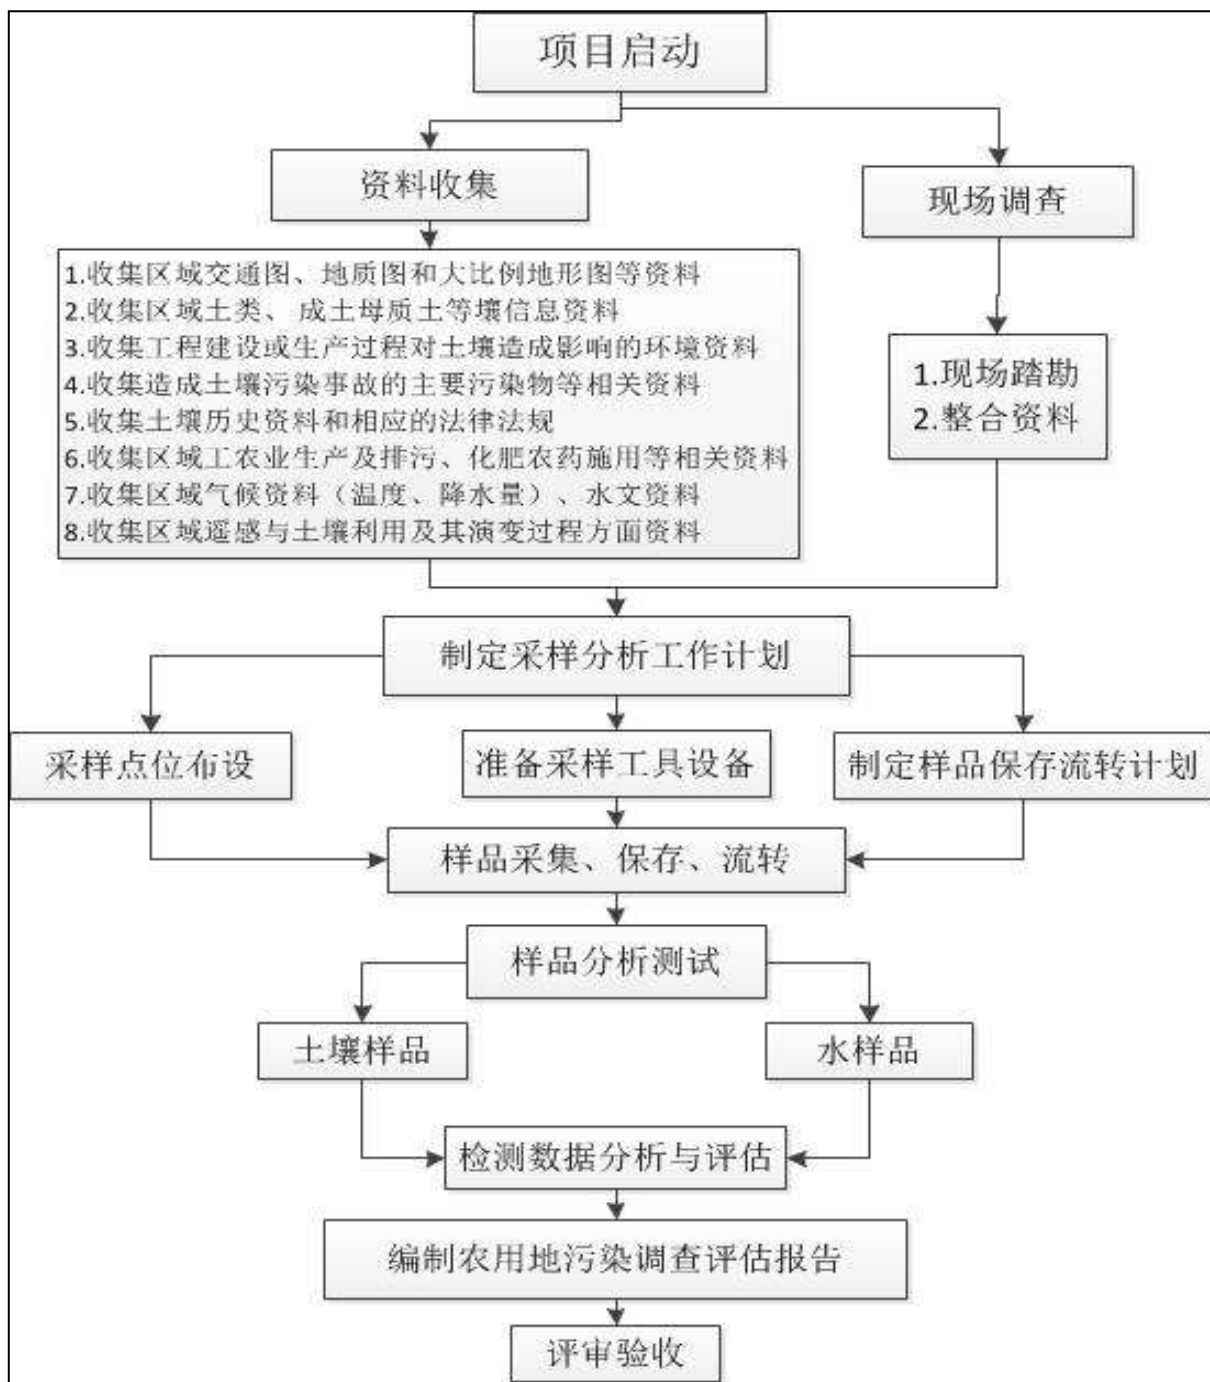 项目启动
资料收集
现场调查
1.收集区域交通图、地质图和大比例地形图等资料
2.收集区域土类、成土母质土等壤信息资料
3.收集工程建设或生产过程对土壤造成影响的环境资料
4.收集造成土壤污染事故的主要污染物等相关资料
5.收集土壤历史资料和相应的法律法规
6.收集区域工农业生产及排污、化肥农药施用等相关资料
7.收集区域气候资料（温度、降水量）、水文资料
8.收集区域遥感与土壤利用及其演变过程方面资料
1.现场踏勘
2.整合资料
制定采样分析工作计划
采样点位布设
准备采样工具设备
制定样品保存流转计划
样品采集、保存、流转
样品分析测试
土壤样品
水样品
检测数据分析与评估
编制农用地污染调查评估报告
评审验收